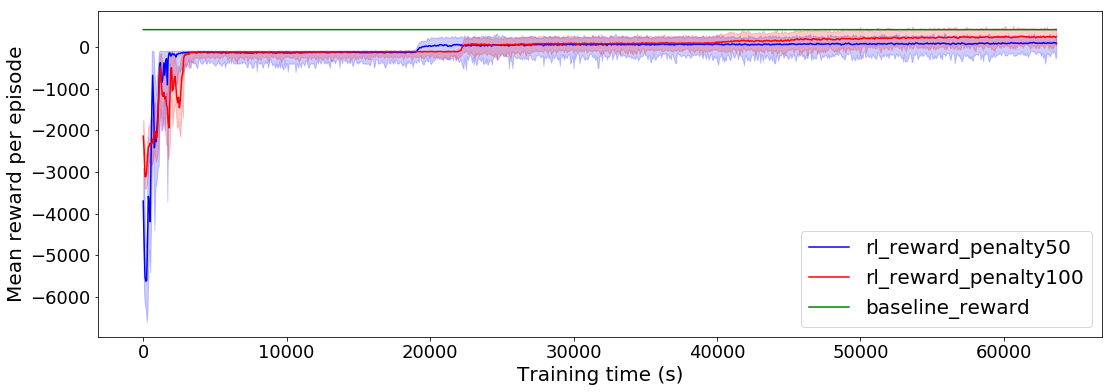 Mean reward per episode
0
−1000
−2000
−3000
−4000
−5000
−6000
0 10000 20000 30000 40000 50000 60000
Training time (s)
rl_reward_penalty50
rl_reward_penalty100
baseline_reward